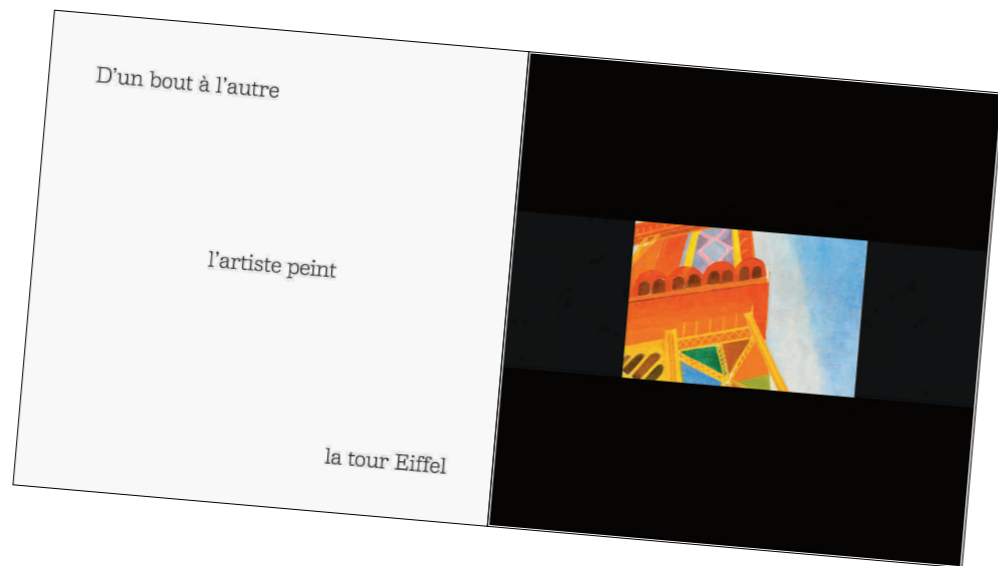 D’un bout à l’autre
l’artiste peint
la tour Eiffel